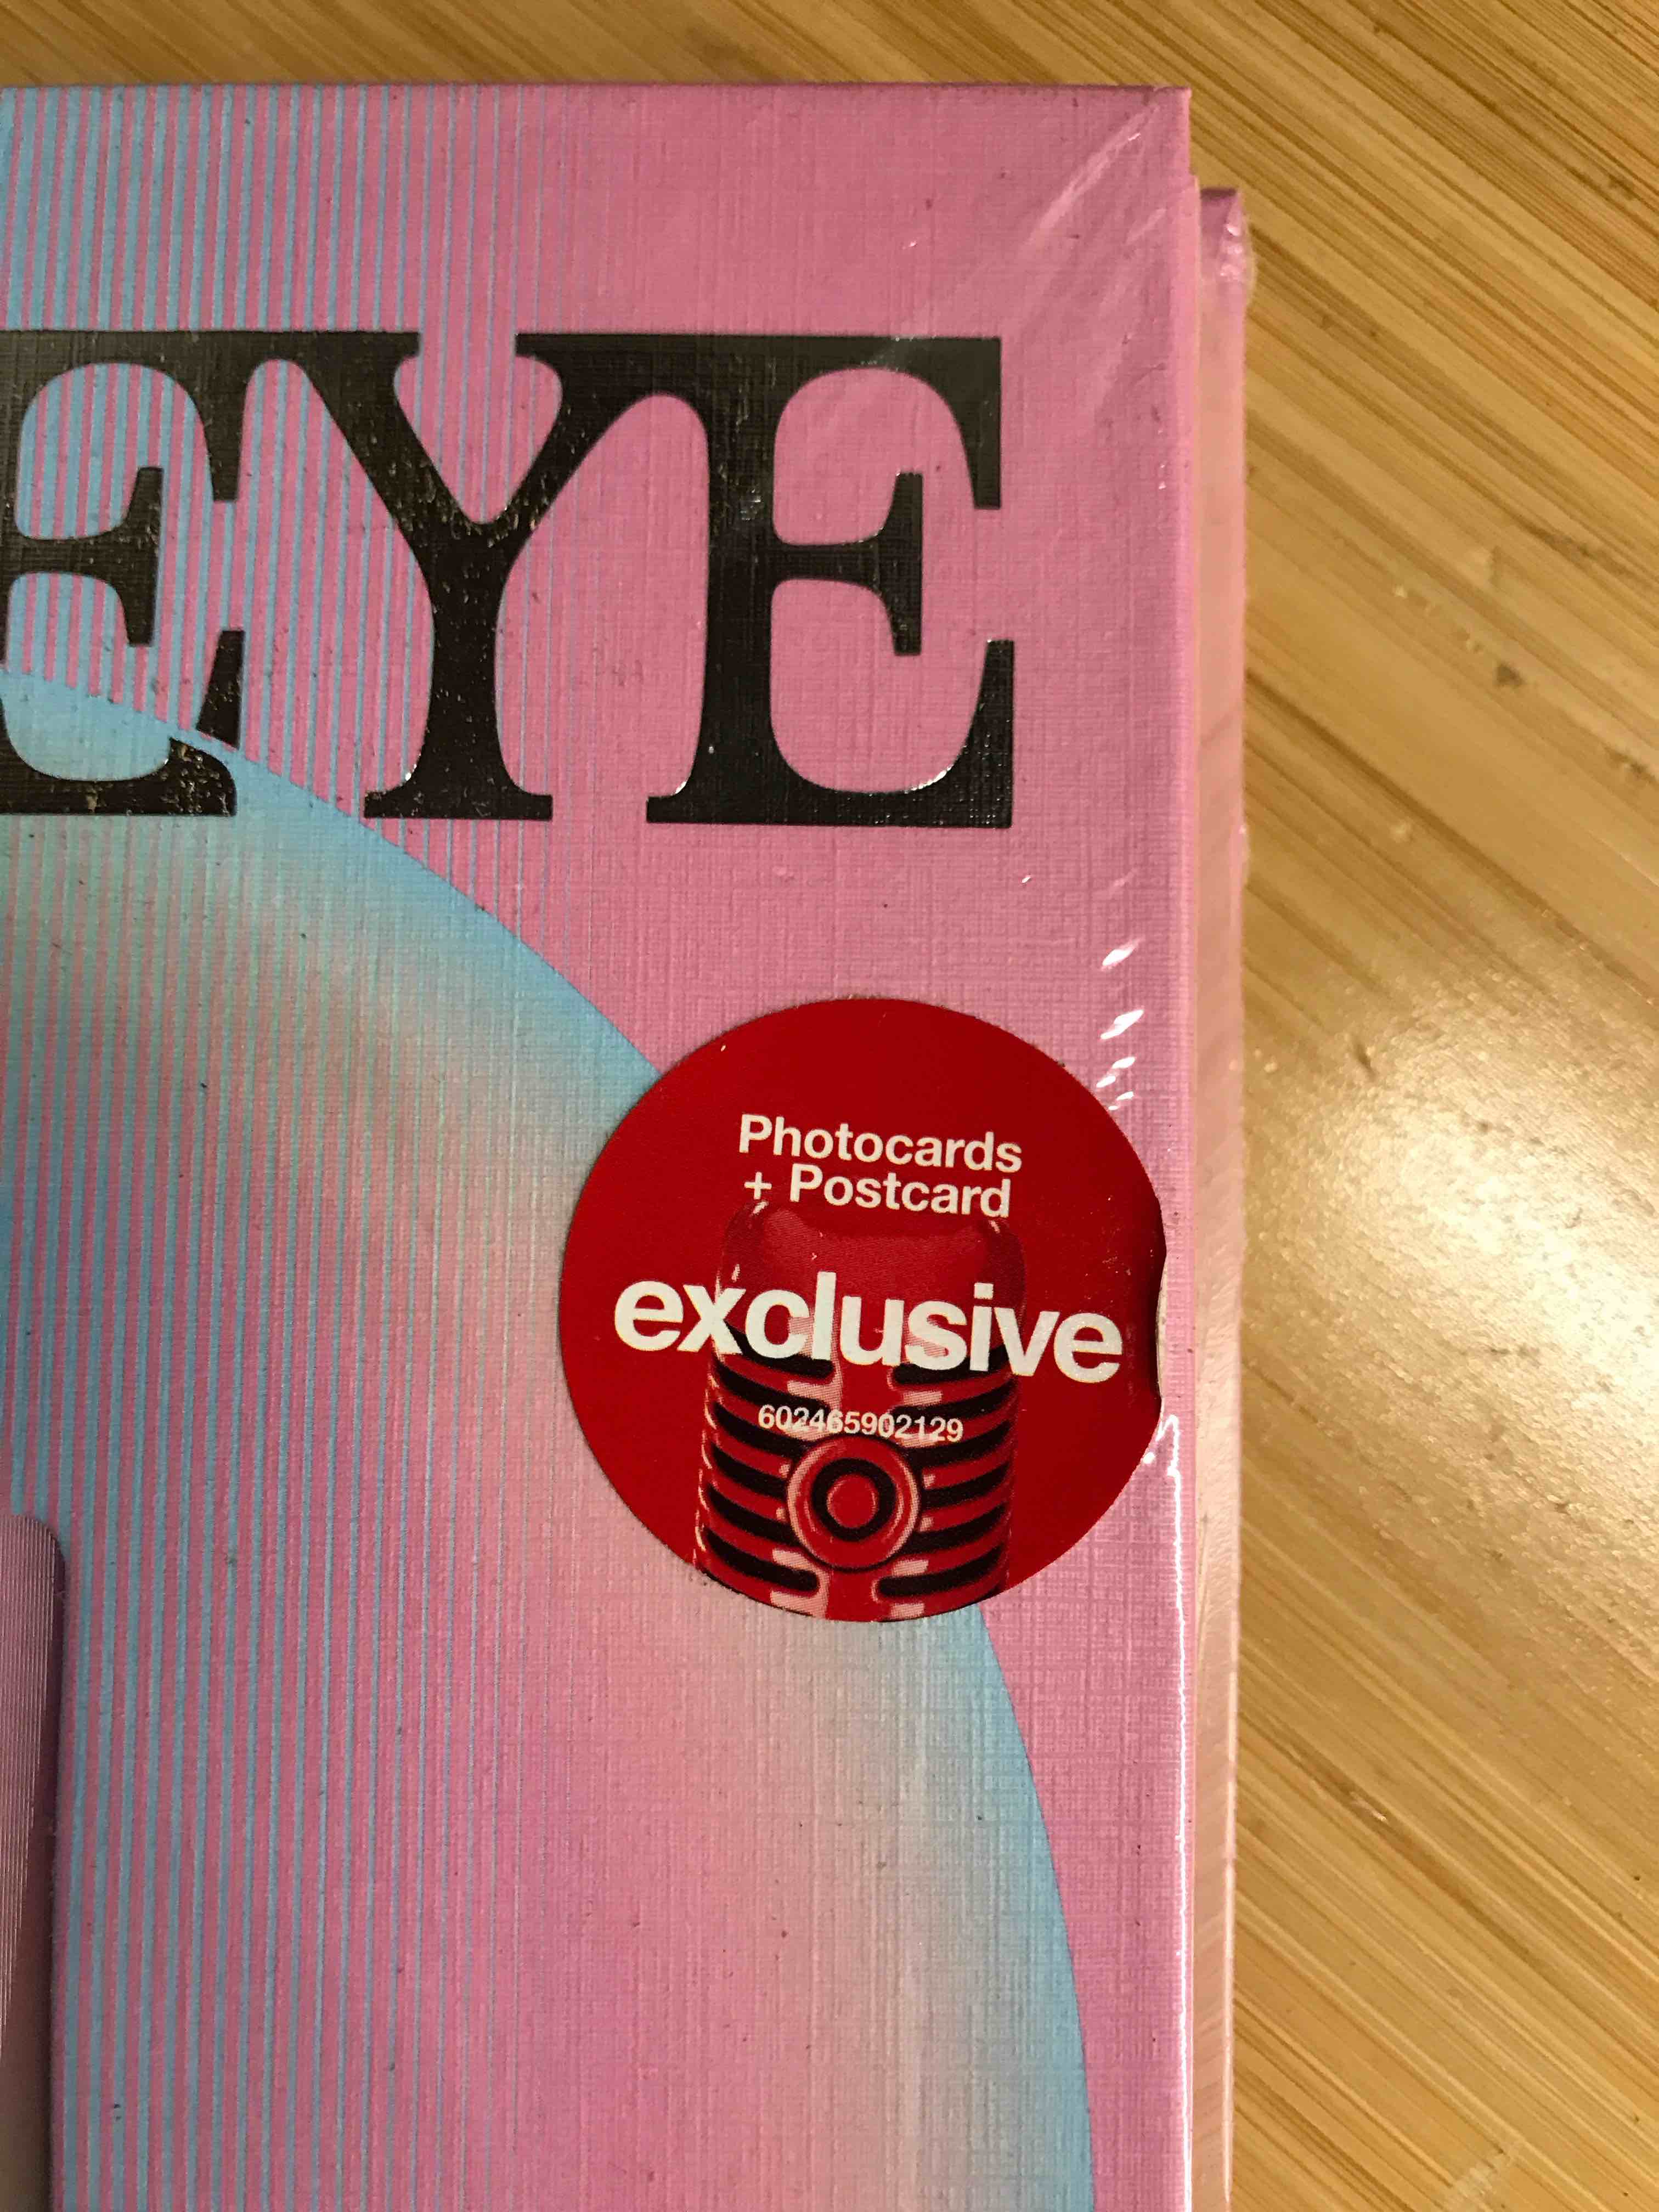 EYE
Photocards
+ Postcard
exclusive
602465902129